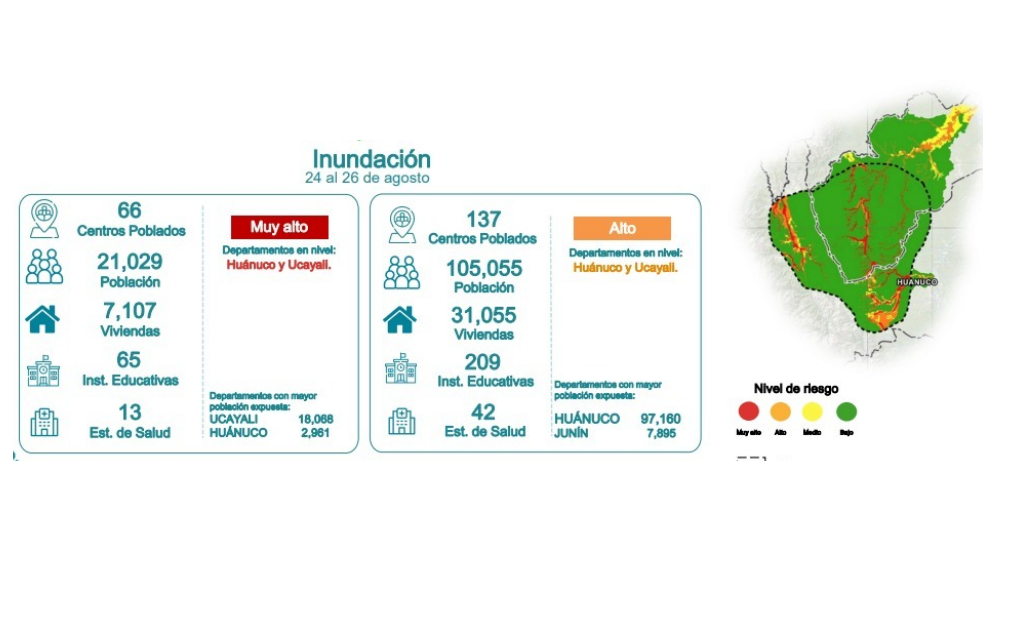 Inundación
24 al 26 de agosto
66
Centros Poblados
21,029
Población
7,107
Viviendas
65
Inst. Educativas
13
Est. de Salud
Muy alto
Departamentos en nivel:
Huánuco y Ucayali.
Departamentos con mayor
población expuesta:
UCAYALI 18,068
HUÁNUCO 2,961
137
Centros Poblados
105,055
Población
31,055
Viviendas
209
Inst. Educativas
42
Est. de Salud
Alto
Departamentos en nivel:
Huánuco y Ucayali.
Departamentos con mayor
población expuesta:
HUÁNUCO 97,160
JUNÍN 7,895
HUANUCO
Nivel de riesgo
Muy alto Alto Medio Bajo